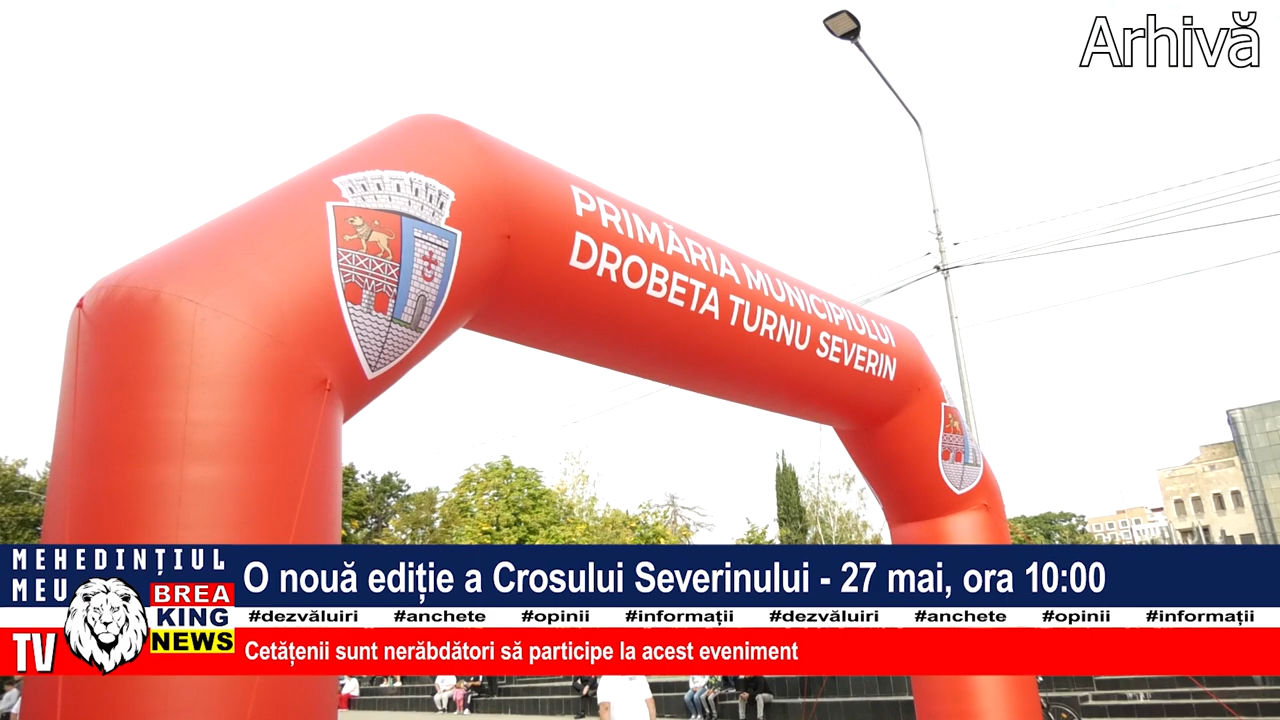 Arhivă
PRIMĂRIA MUNICIPIULUI
DROBETA TURNU SEVERIN
MEHEDINȚIUL
MEU
TV
BREA
KING
NEWS
O nouă ediție a Crosului Severinului - 27 mai, ora 10:00
#dezvăluiri #anchete #opinii #informații #dezvăluiri #anchete #opinii #informații
Cetățenii sunt nerăbdători să participe la acest eveniment